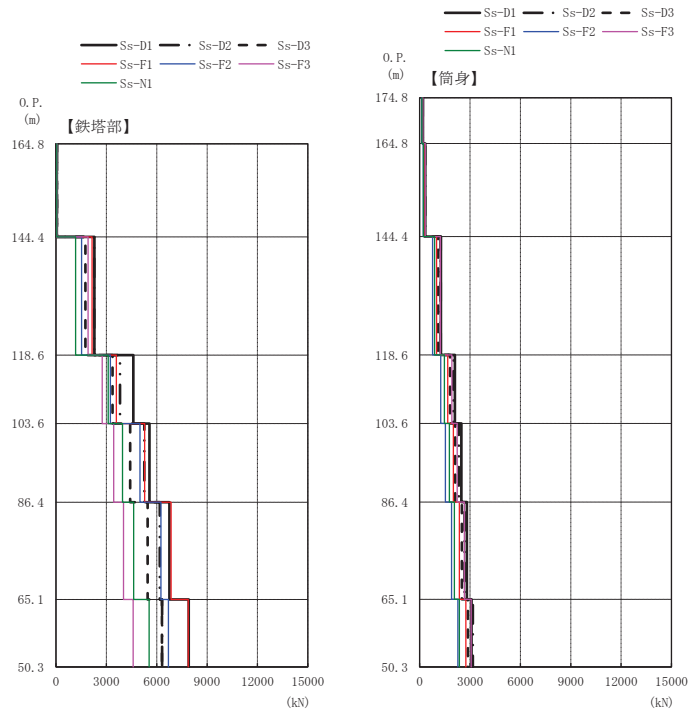 Ss-D1 Ss-D2 Ss-D3
Ss-F1 Ss-F2 Ss-F3
Ss-N1
O.P.
(m)
【鉄塔部】
164.8
144.4
118.6
103.6
86.4
65.1
50.3
0 3000 6000 9000 12000 15000
(kN)
Ss-D1 Ss-D2 Ss-D3
Ss-F1 Ss-F2 Ss-F3
Ss-N1
O.P.
(m)
【筒身】
174.8
164.8
144.4
118.6
103.6
86.4
65.1
50.3
0 3000 6000 9000 12000 15000
(kN)